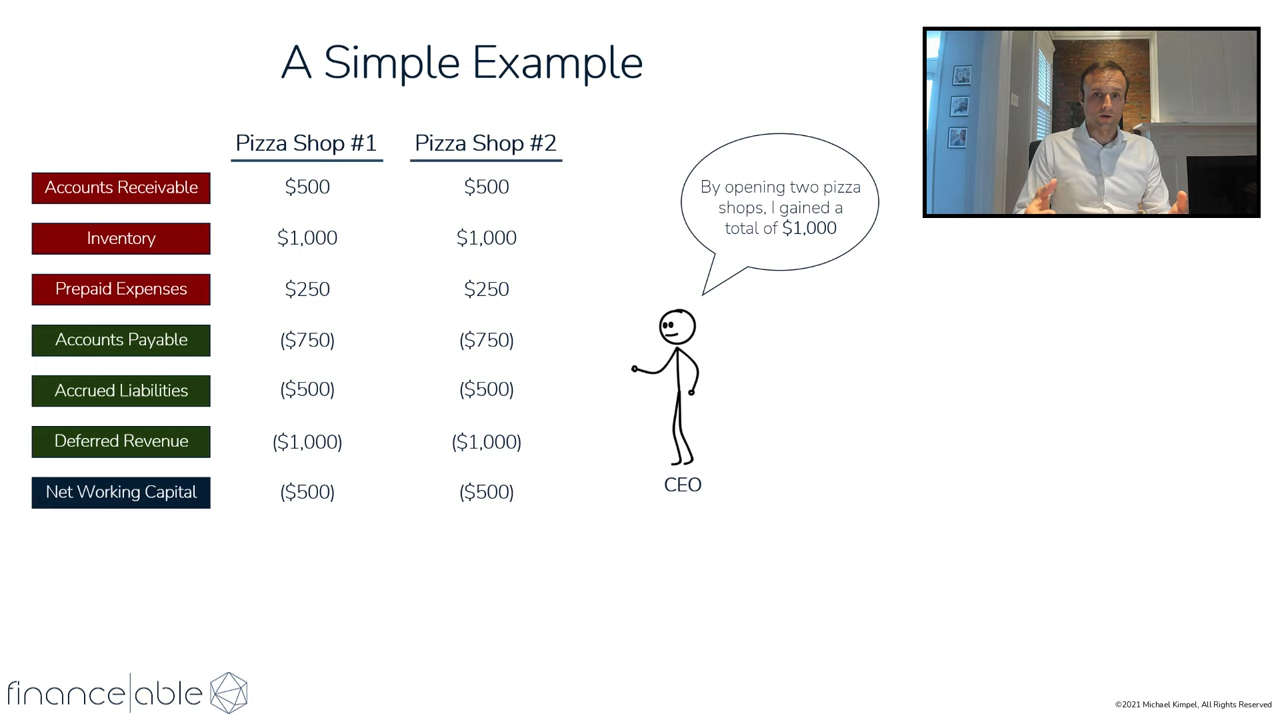 A Simple Example
Pizza Shop #1 Pizza Shop #2
Accounts Receivable $500 $500
Inventory $1,000 $1,000
Prepaid Expenses $250 $250
Accounts Payable ($750) ($750)
Accrued Liabilities ($500) ($500)
Deferred Revenue ($1,000) ($1,000)
Net Working Capital ($500) ($500)
By opening two pizza
shops, I gained a
total of $1,000
CEO
finance|able
©2021 Michael Kimpel, All Rights Reserved